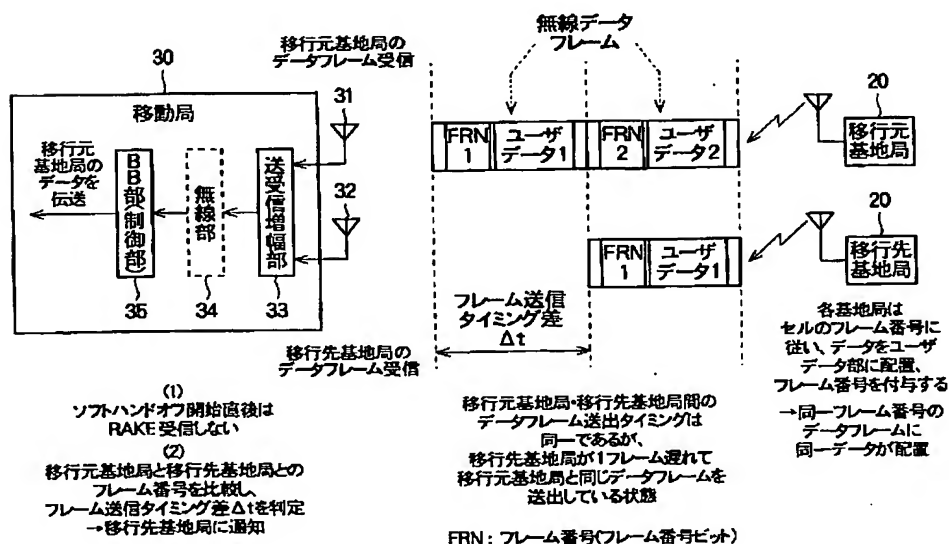 移行元基地局の
データフレーム受信
無線データ
フレーム
30
移動局
31
32
移行元
基地局の
データを
伝送
BB部(制御部)
無線部
送受信増幅部
35
34
33
移行先基地局の
データフレーム受信
FRN
1
ユーザ
データ1
FRN
2
ユーザ
データ2
20
移行元
基地局
FRN
1
ユーザ
データ1
20
移行先
基地局
フレーム送信
タイミング差
Δt
各基地局は
セルのフレーム番号に
従い、データをユーザ
データ部に配置、
フレーム番号を付与する
→同一フレーム番号の
データフレームに
同一データが配置
(1)
ソフトハンドオフ開始直後は
RAKE受信しない
(2)
移行元基地局と移行先基地局との
フレーム番号を比較し、
フレーム送信タイミング差Δtを判定
→移行先基地局に通知
移行元基地局・移行先基地局間の
データフレーム送出タイミングは
同一であるが、
移行先基地局が1フレーム遅れて
移行元基地局と同じデータフレームを
送出している状態
FRN : フレーム番号(フレーム番号ビット)